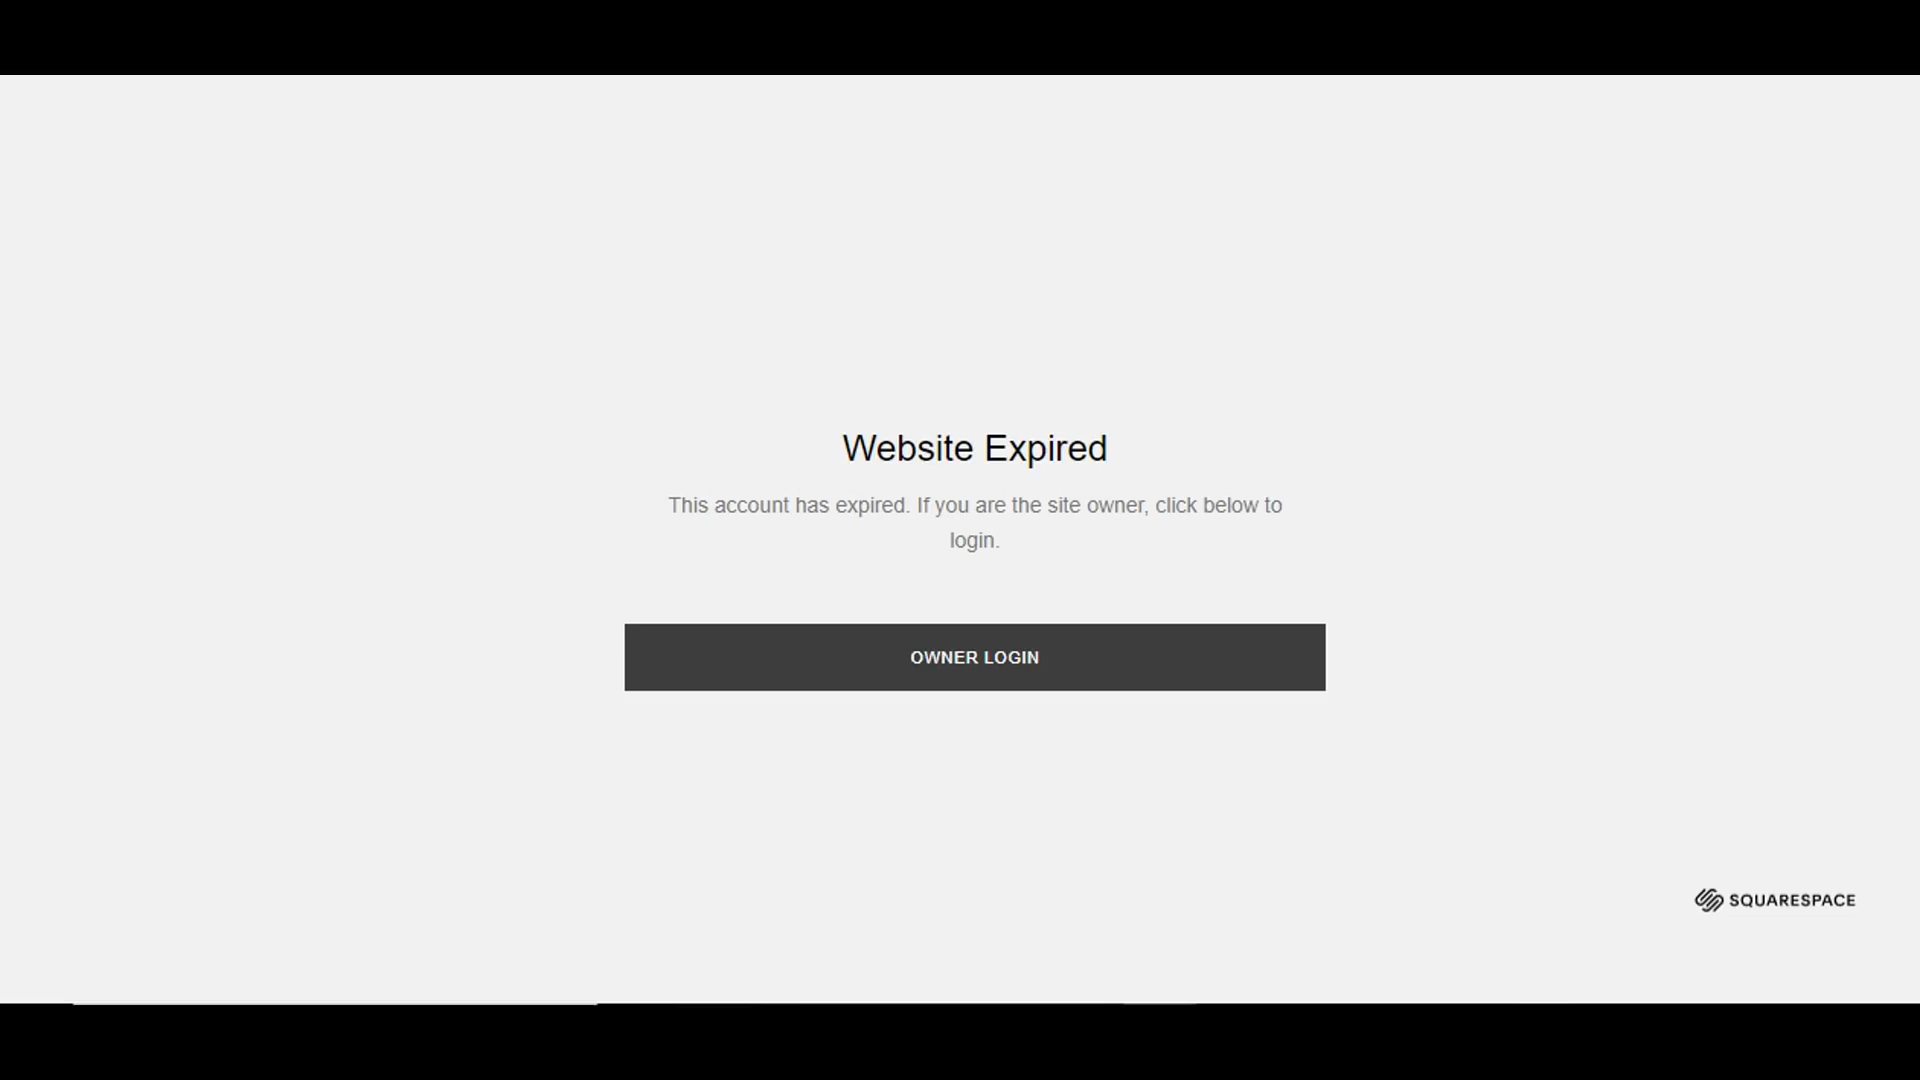 Website Expired
This account has expired. If you are the site owner, click below to
login.
OWNER LOGIN
SQUARESPACE